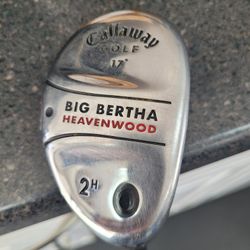 Callaway
GOLF
17°
BIG BERTHA
HEAVENWOOD
2H